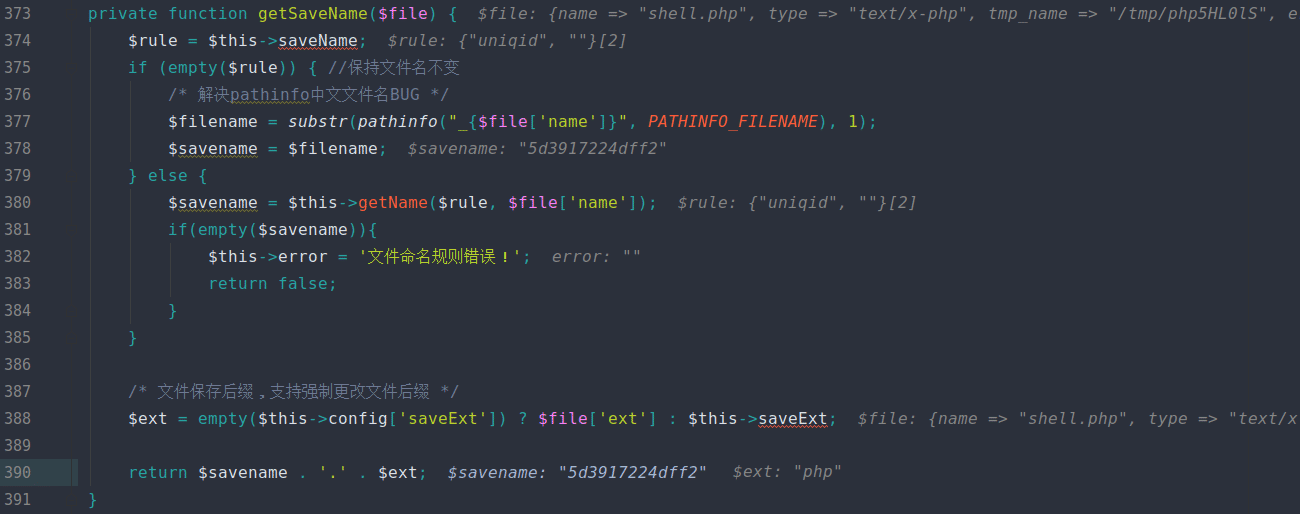 373 private function getSaveName($file) { $file: {name => "shell.php", type => "text/x-php", tmp_name => "/tmp/php5HL0lS", e
374 $rule = $this->saveName; $rule: {"uniqid", ""}[2]
375 if (empty($rule)) { //保持文件名不变
376 /* 解决pathinfo中文文件名BUG */
377 $filename = substr(pathinfo("_{$file['name']}", PATHINFO_FILENAME), 1);
378 $savename = $filename; $savename: "5d3917224dff2"
379 } else {
380 $savename = $this->getName($rule, $file['name']); $rule: {"uniqid", ""}[2]
381 if(empty($savename)){
382 $this->error = '文件命名规则错误！'; error: ""
383 return false;
384 }
385 }
386
387 /* 文件保存后缀，支持强制更改文件后缀 */
388 $ext = empty($this->config['saveExt']) ? $file['ext'] : $this->saveExt; $file: {name => "shell.php", type => "text/x
389
390 return $savename . '.' . $ext; $savename: "5d3917224dff2" $ext: "php"
391 }